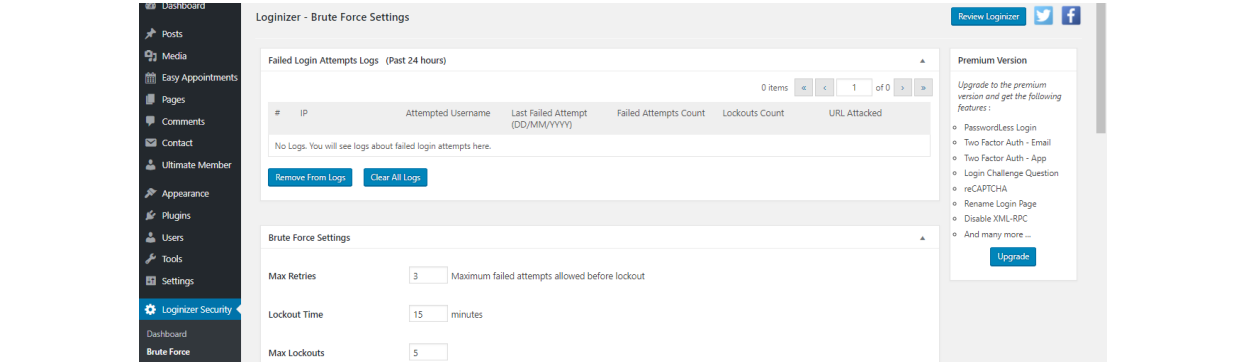 Dashboard
Posts
Media
Easy Appointments
Pages
Comments
Contact
Ultimate Member
Appearance
Plugins
Users
Tools
Settings
Loginizer Security
Dashboard
Brute Force
Loginizer - Brute Force Settings
Review Loginizer
Failed Login Attempts Logs (Past 24 hours)
0 items « ‹ 1 of 0 › »
# IP Attempted Username Last Failed Attempt Failed Attempts Count Lockouts Count URL Attacked
(DD/MM/YYYY)
No Logs. You will see logs about failed login attempts here.
Remove From Logs Clear All Logs
Brute Force Settings
Max Retries 3 Maximum failed attempts allowed before lockout
Lockout Time 15 minutes
Max Lockouts 5
Premium Version
Upgrade to the premium
version and get the following
features :
PasswordLess Login
Two Factor Auth - Email
Two Factor Auth - App
Login Challenge Question
reCAPTCHA
Rename Login Page
Disable XML-RPC
And many more ...
Upgrade